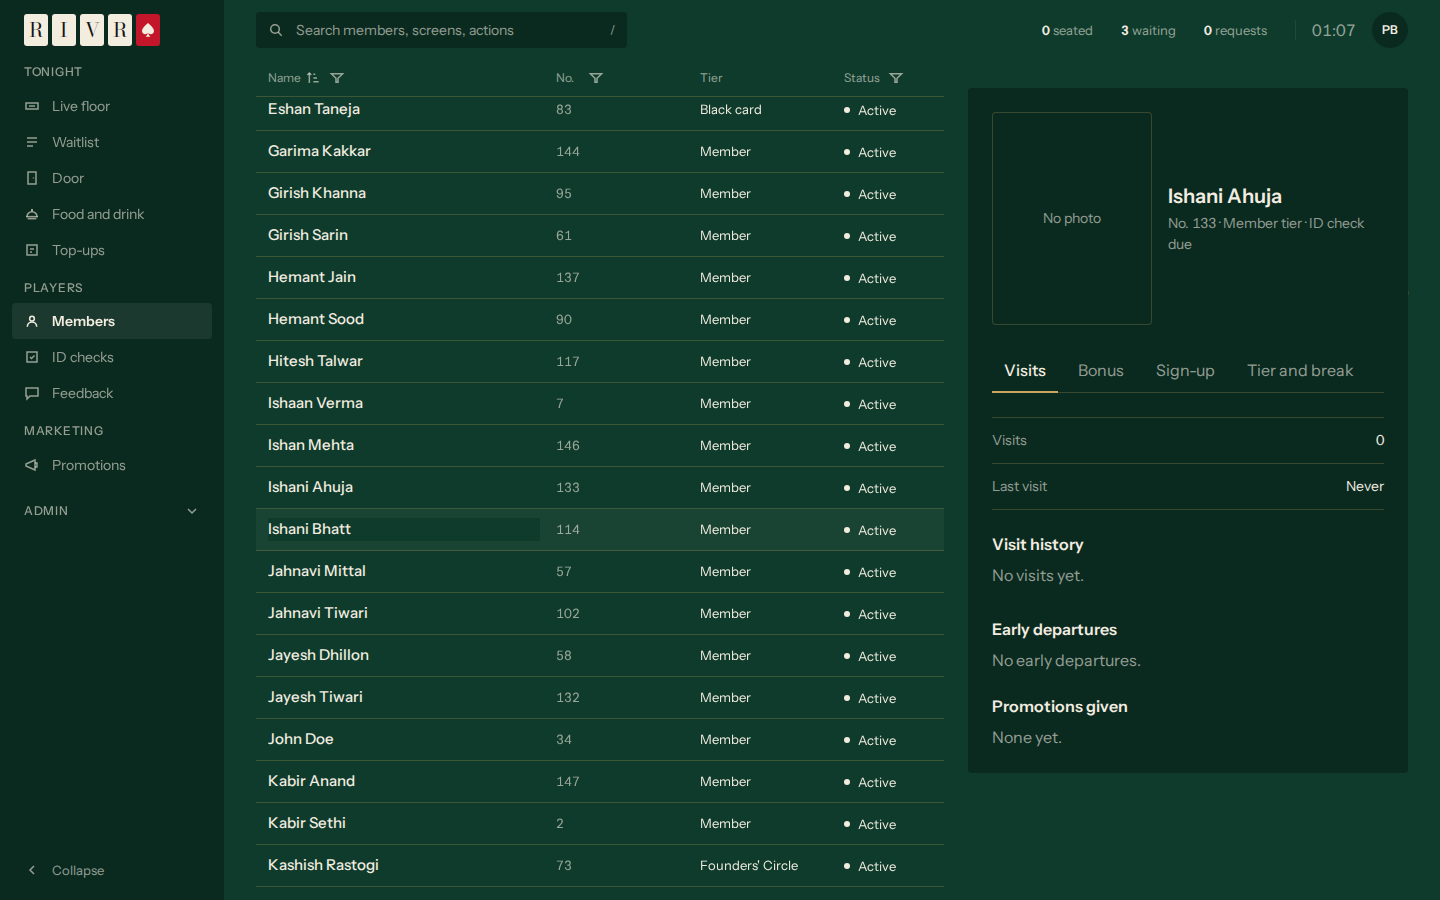 RIVR
Search members, screens, actions /
0 seated 3 waiting 0 requests 01:07 PB
TONIGHT
Live floor
Waitlist
Door
Food and drink
Top-ups
PLAYERS
Members
ID checks
Feedback
MARKETING
Promotions
ADMIN
Collapse
Name No. Tier Status
Eshan Taneja 83 Black card Active
Garima Kakkar 144 Member Active
Girish Khanna 95 Member Active
Girish Sarin 61 Member Active
Hemant Jain 137 Member Active
Hemant Sood 90 Member Active
Hitesh Talwar 117 Member Active
Ishaan Verma 7 Member Active
Ishan Mehta 146 Member Active
Ishani Ahuja 133 Member Active
Ishani Bhatt 114 Member Active
Jahnavi Mittal 57 Member Active
Jahnavi Tiwari 102 Member Active
Jayesh Dhillon 58 Member Active
Jayesh Tiwari 132 Member Active
John Doe 34 Member Active
Kabir Anand 147 Member Active
Kabir Sethi 2 Member Active
Kashish Rastogi 73 Founders' Circle Active
No photo
Ishani Ahuja
No. 133 · Member tier · ID check
due
Visits Bonus Sign-up Tier and break
Visits 0
Last visit Never
Visit history
No visits yet.
Early departures
No early departures.
Promotions given
None yet.